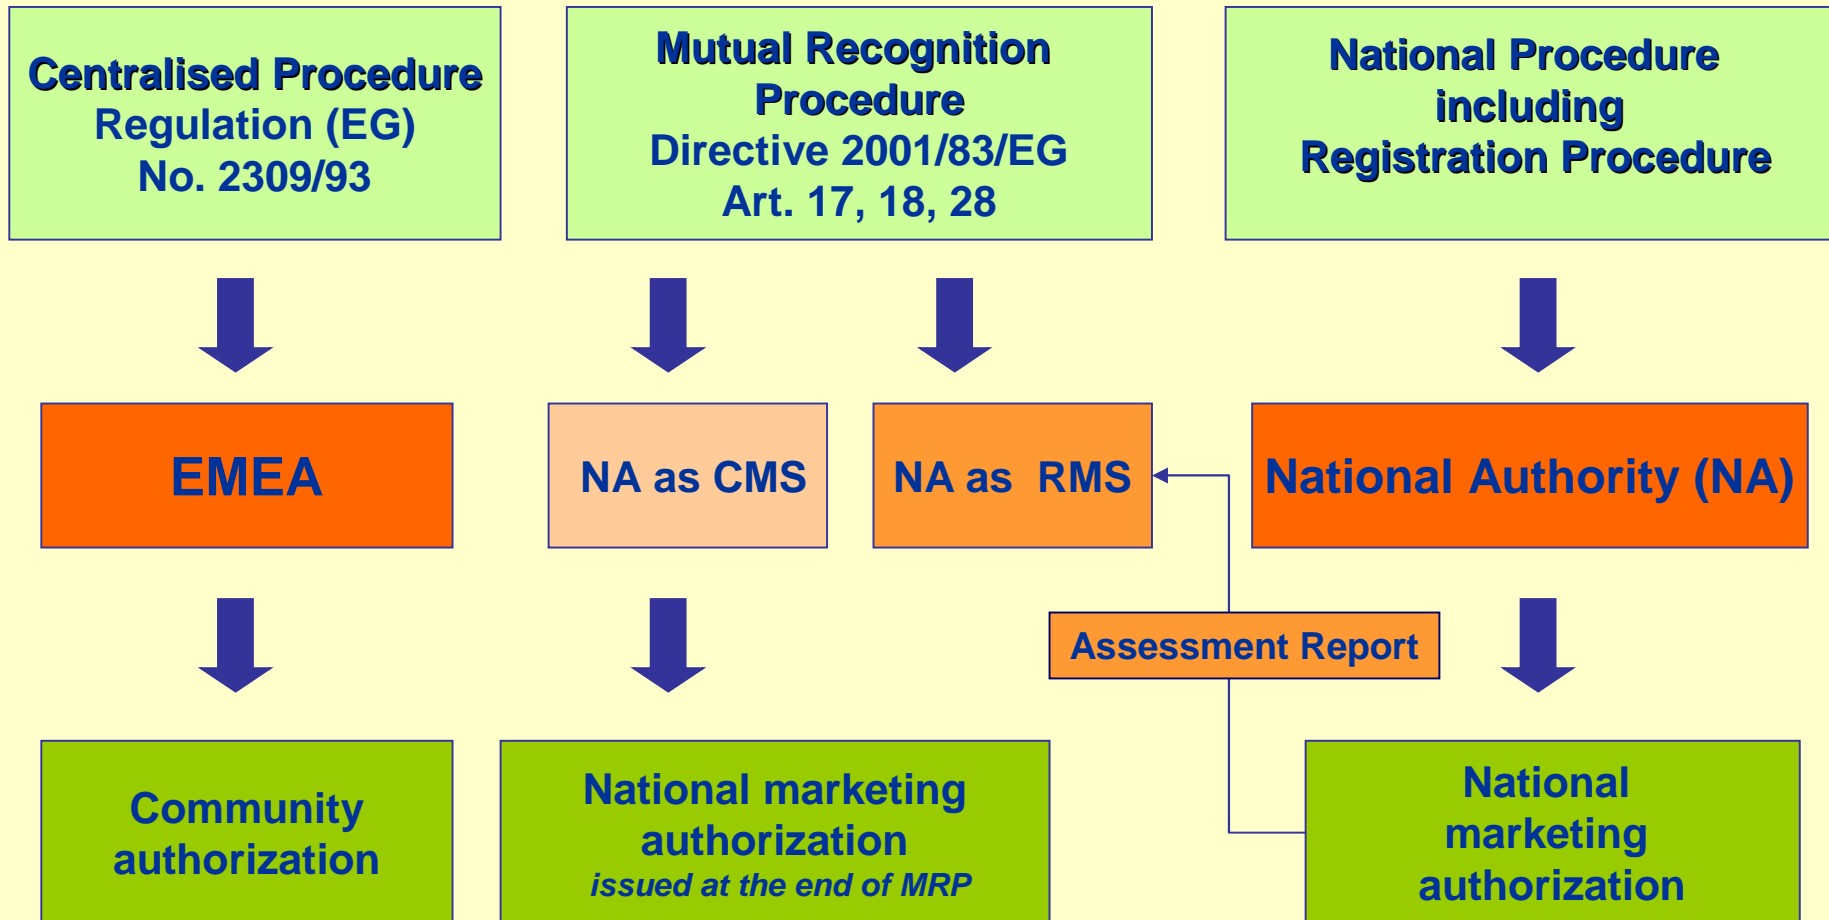 Centralised Procedure
Regulation (EG)
No. 2309/93
Mutual Recognition
Procedure
Directive 2001/83/EG
Art. 17, 18, 28
National Procedure
including
Registration Procedure
EMEA
NA as CMS
NA as RMS
National Authority (NA)
Assessment Report
Community
authorization
National marketing
authorization
issued at the end of MRP
National
marketing
authorization